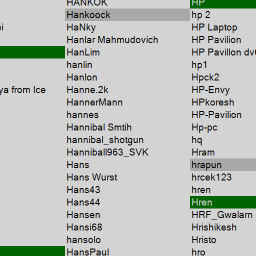 HANKOK
Hankoock
HaNky
Hanlar Mahmudovich
HanLim
hanlin
Hanlon
Hanne.2k
HannerMann
hannes
Hannibal Smtih
hannibal_shotgun
Hanniball963_SVK
Hans
Hans Wurst
Hans43
Hans44
Hansen
Hansi68
hansolo
HansPaul
ya from Ice
HP
hp 2
HP Laptop
HP Pavilion
HP Pavillon dv6
hp1
Hpck2
HP-Envy
HPkoresh
HP-Pavilion
Hp-pc
hq
Hram
hrapun
hrcek123
hren
Hren
HRF_Gwalarn
Hrishikesh
Hristo
hro